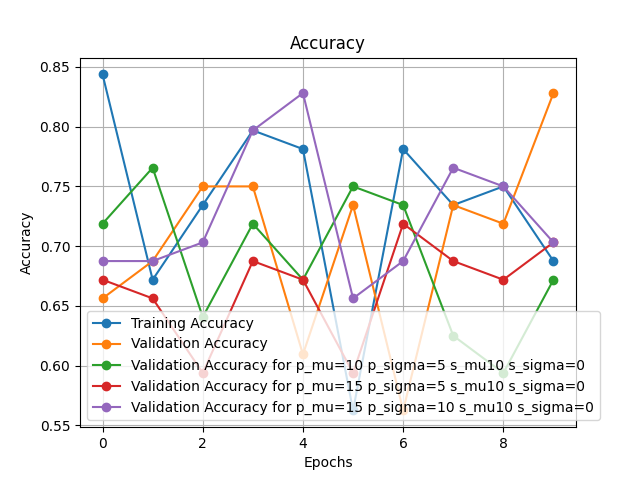 Accuracy
0.85
0.80
0.75
0.70
0.65
0.60
0.55
Accuracy
Training Accuracy
Validation Accuracy
Validation Accuracy for p_mu=10 p_sigma=5 s_mu10 s_sigma=0
Validation Accuracy for p_mu=15 p_sigma=5 s_mu10 s_sigma=0
Validation Accuracy for p_mu=15 p_sigma=10 s_mu10 s_sigma=0
0 2 4 6 8
Epochs